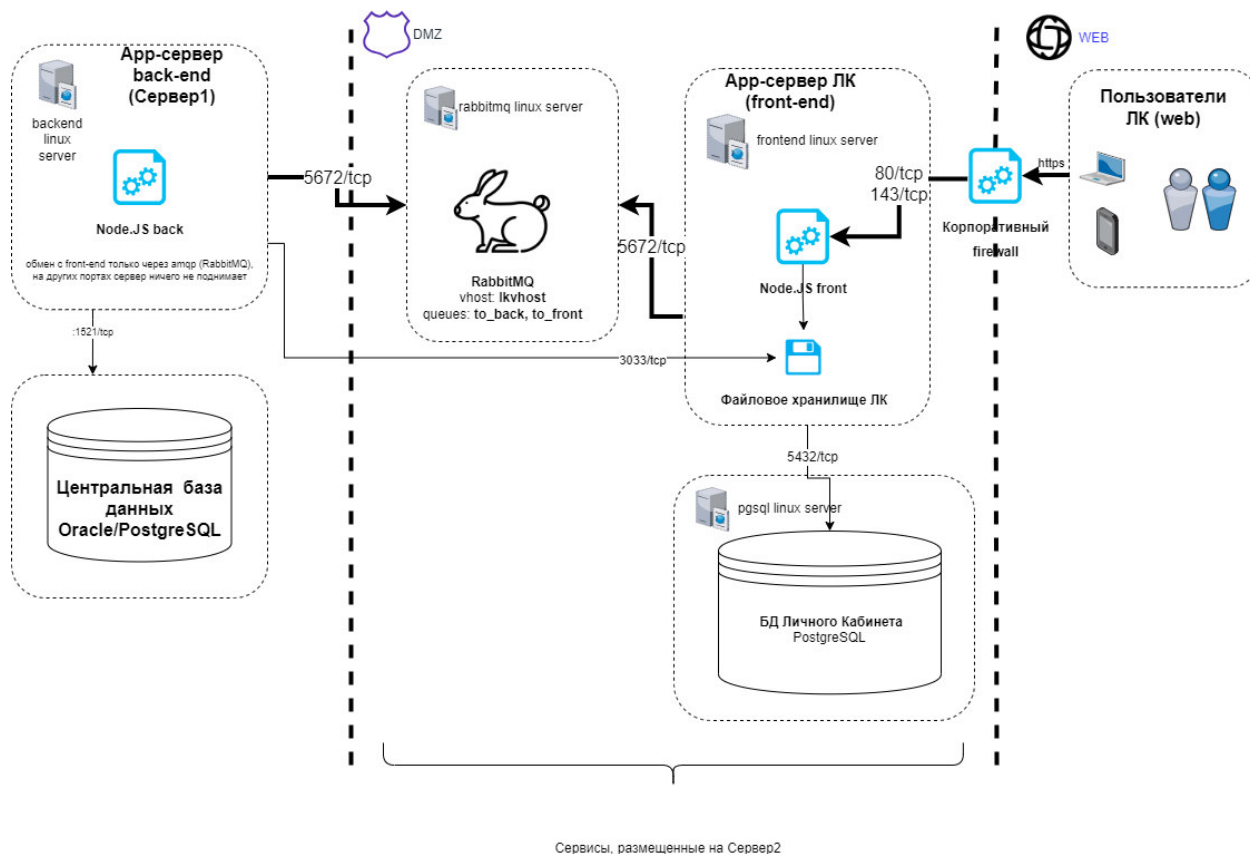 App-сервер
back-end
(Сервер1)
backend
linux
server
Node.JS back
обмен с front-end только через amqp (RabbitMQ),
на других портах сервер ничего не поднимает
:1521/tcp
Центральная база
данных
Oracle/PostgreSQL
DMZ
5672/tcp
rabbitmq linux server
RabbitMQ
vhost: lkvhost
queues: to_back, to_front
5672/tcp
3033/tcp
App-сервер ЛК
(front-end)
frontend linux server
80/tcp
143/tcp
Node.JS front
Файловое хранилище ЛК
5432/tcp
pgsql linux server
БД Личного Кабинета
PostgreSQL
WEB
https
Корпоративный
firewall
Пользователи
ЛК (web)
Сервисы, размещенные на Сервер2